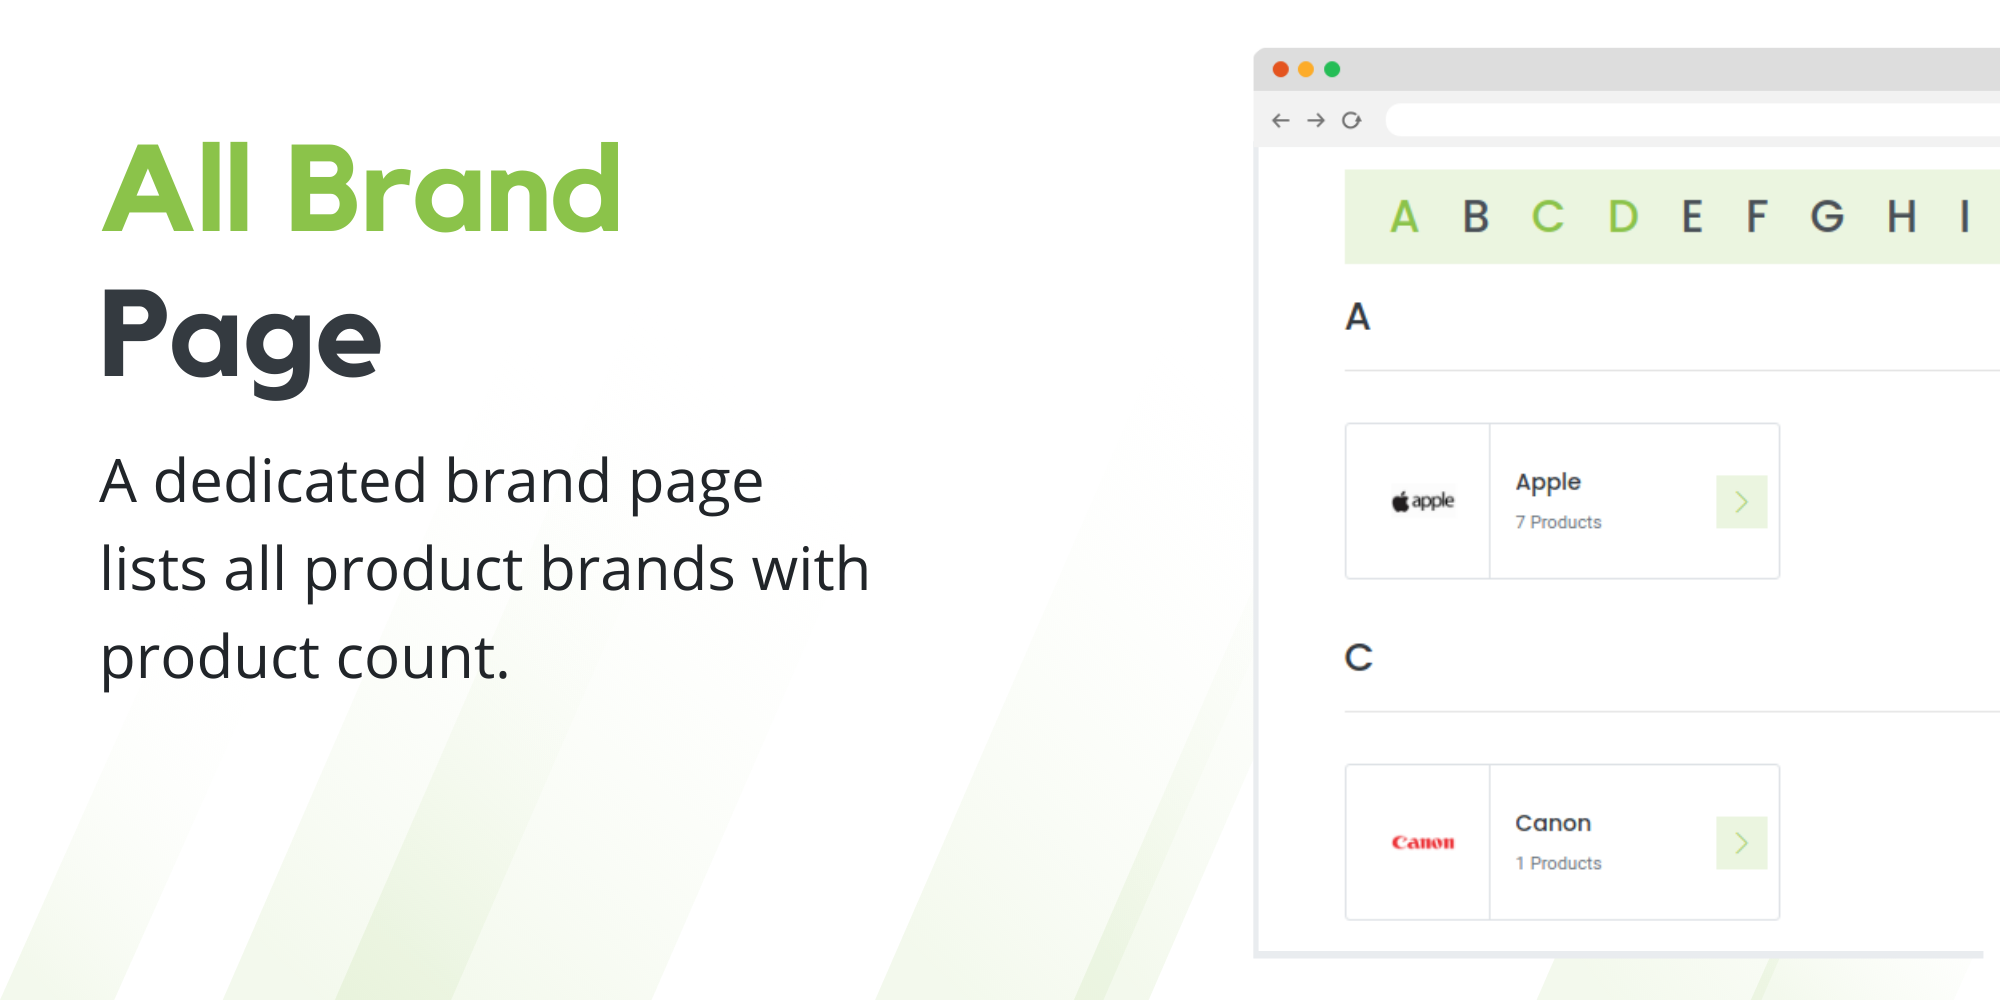 All Brand
Page
A dedicated brand page
lists all product brands with
product count.
A B C D E F G H I
A
apple
Apple
7 Products
C
Canon
Canon
1 Products